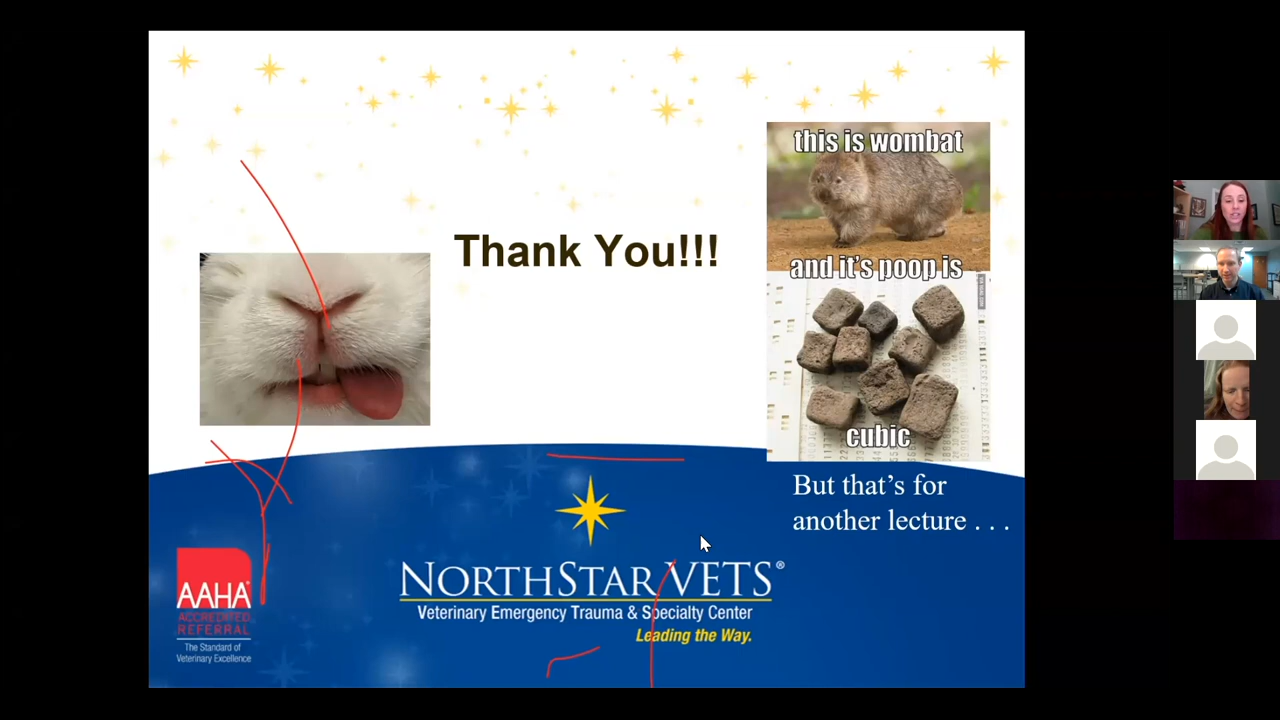 this is wombat
Thank You!!!
and it's poop is
cubic
But that's for
another lecture . . .
NORTHSTAR VETS®
Veterinary Emergency Trauma & Specialty Center
Leading the Way.
AAHA
ACCREDITED
REFERRAL
The Standard of
Veterinary Excellence